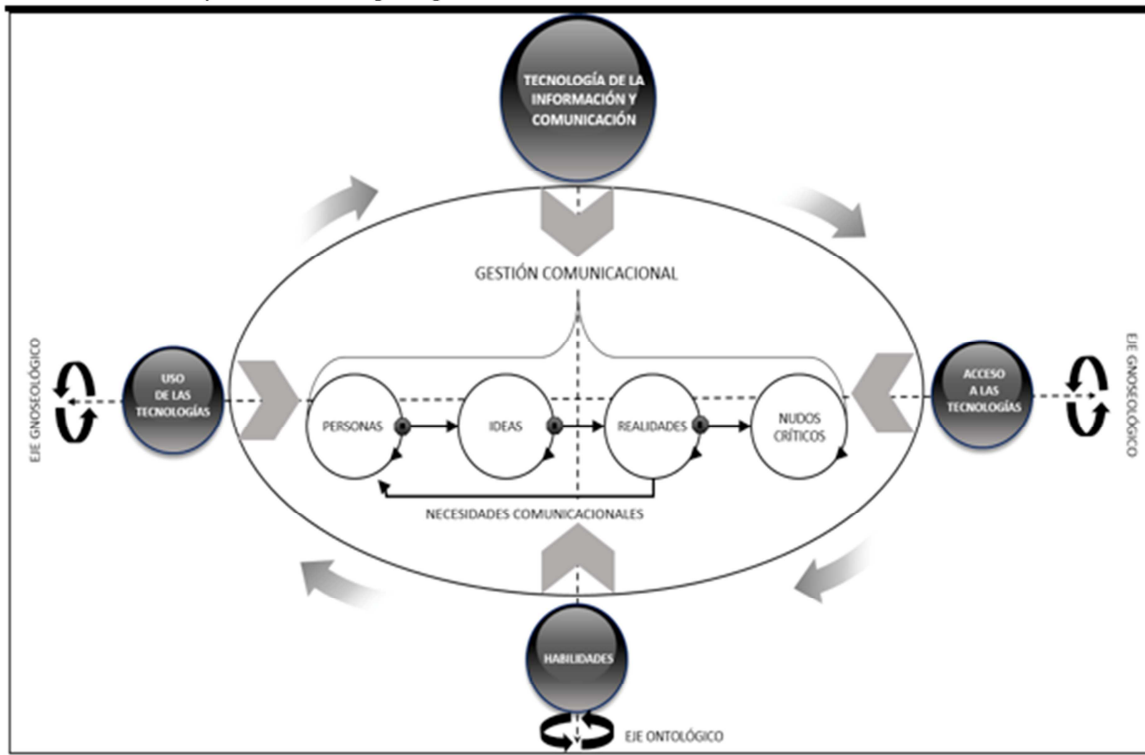 TECNOLOGÍA DE LA
INFORMACIÓN Y
COMUNICACIÓN
GESTIÓN COMUNICACIONAL
EJE GNOSEOLÓGICO
USO
DE LAS
TECNOLOGÍAS
PERSONAS
IDEAS
REALIDADES
NUDOS
CRÍTICOS
ACCESO
A LAS
TECNOLOGÍAS
EJE GNOSEOLÓGICO
NECESIDADES COMUNICACIONALES
HABILIDADES
EJE ONTOLÓGICO